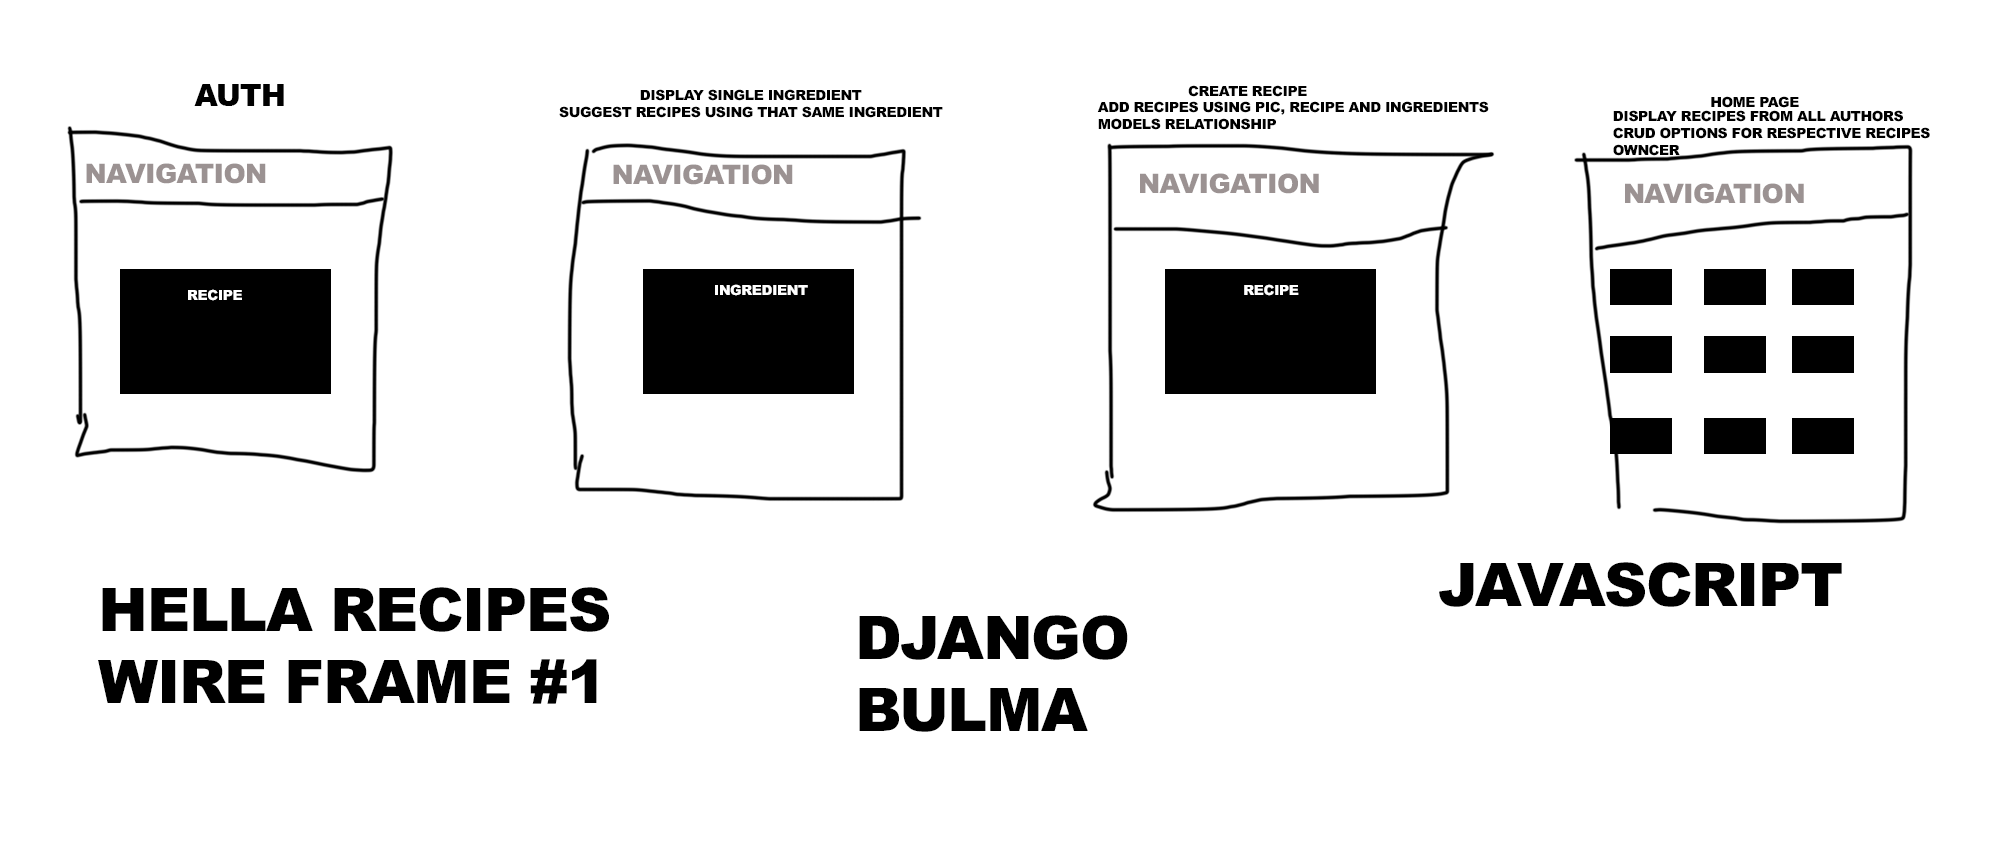 AUTH
NAVIGATION
RECIPE
DISPLAY SINGLE INGREDIENT
SUGGEST RECIPES USING THAT SAME INGREDIENT
NAVIGATION
INGREDIENT
CREATE RECIPE
ADD RECIPES USING PIC, RECIPE AND INGREDIENTS
MODELS RELATIONSHIP
NAVIGATION
RECIPE
HOME PAGE
DISPLAY RECIPES FROM ALL AUTHORS
CRUD OPTIONS FOR RESPECTIVE RECIPES
OWNCER
NAVIGATION
HELLA RECIPES
WIRE FRAME #1
DJANGO
BULMA
JAVASCRIPT